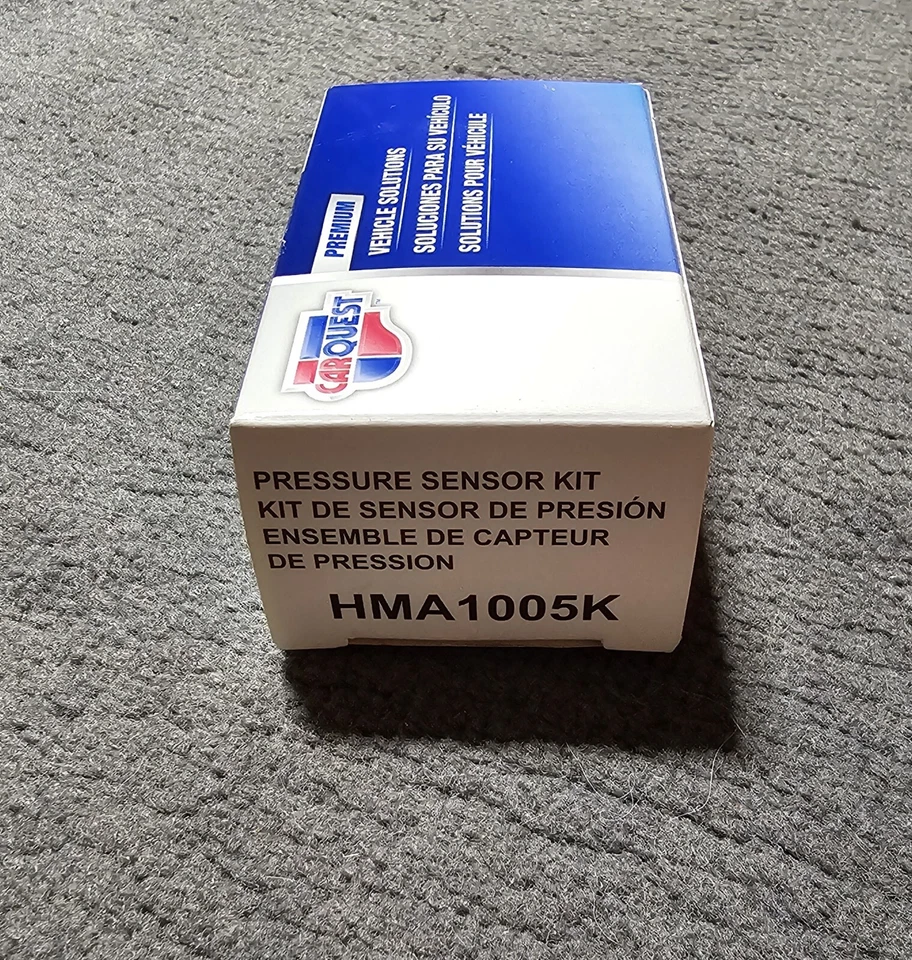 PREMIUM
VEHICLE SOLUTIONS
SOLUCIONES PARA SU VEHÍCULO
SOLUTIONS POUR VÉHICULE
CARQUEST
PRESSURE SENSOR KIT
KIT DE SENSOR DE PRESIÓN
ENSEMBLE DE CAPTEUR
DE PRESSION
HMA1005K